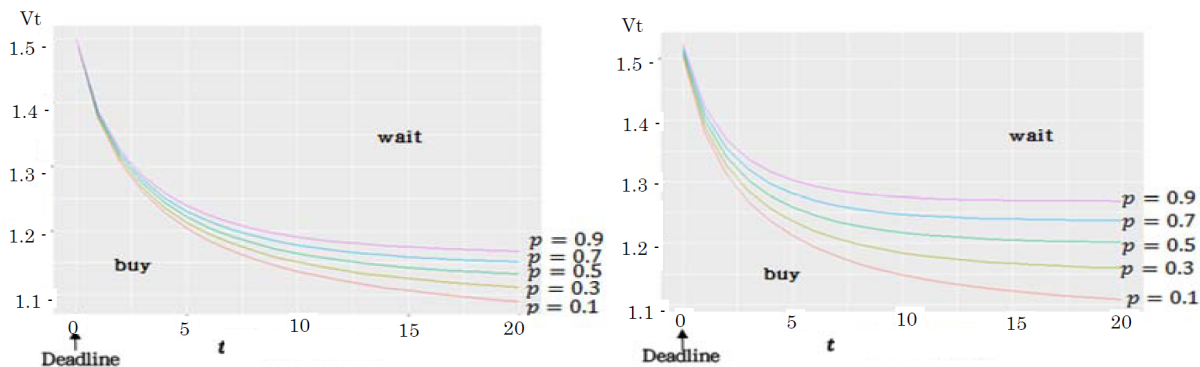 Vt
1.5
1.4
1.3
1.2
1.1
wait
buy
p = 0.9
p = 0.7
p = 0.5
p = 0.3
p = 0.1
0 5 10 15 20
t
Deadline
Vt
1.5
1.4
1.3
1.2
1.1
wait
buy
p = 0.9
p = 0.7
p = 0.5
p = 0.3
p = 0.1
0 5 10 15 20
t
Deadline